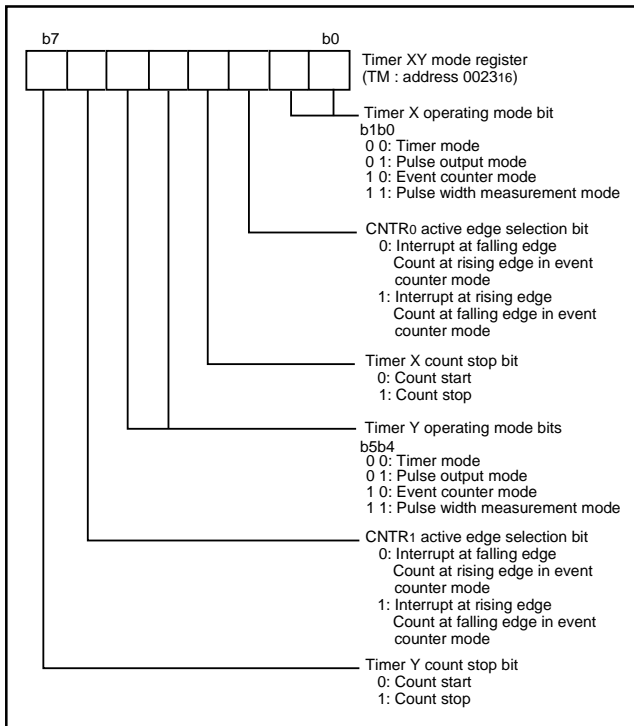 b7 b0
Timer XY mode register
(TM : address 002316)
Timer X operating mode bit
b1b0
0 0: Timer mode
0 1: Pulse output mode
1 0: Event counter mode
1 1: Pulse width measurement mode
CNTR0 active edge selection bit
0: Interrupt at falling edge
Count at rising edge in event
counter mode
1: Interrupt at rising edge
Count at falling edge in event
counter mode
Timer X count stop bit
0: Count start
1: Count stop
Timer Y operating mode bits
b5b4
0 0: Timer mode
0 1: Pulse output mode
1 0: Event counter mode
1 1: Pulse width measurement mode
CNTR1 active edge selection bit
0: Interrupt at falling edge
Count at rising edge in event
counter mode
1: Interrupt at rising edge
Count at falling edge in event
counter mode
Timer Y count stop bit
0: Count start
1: Count stop